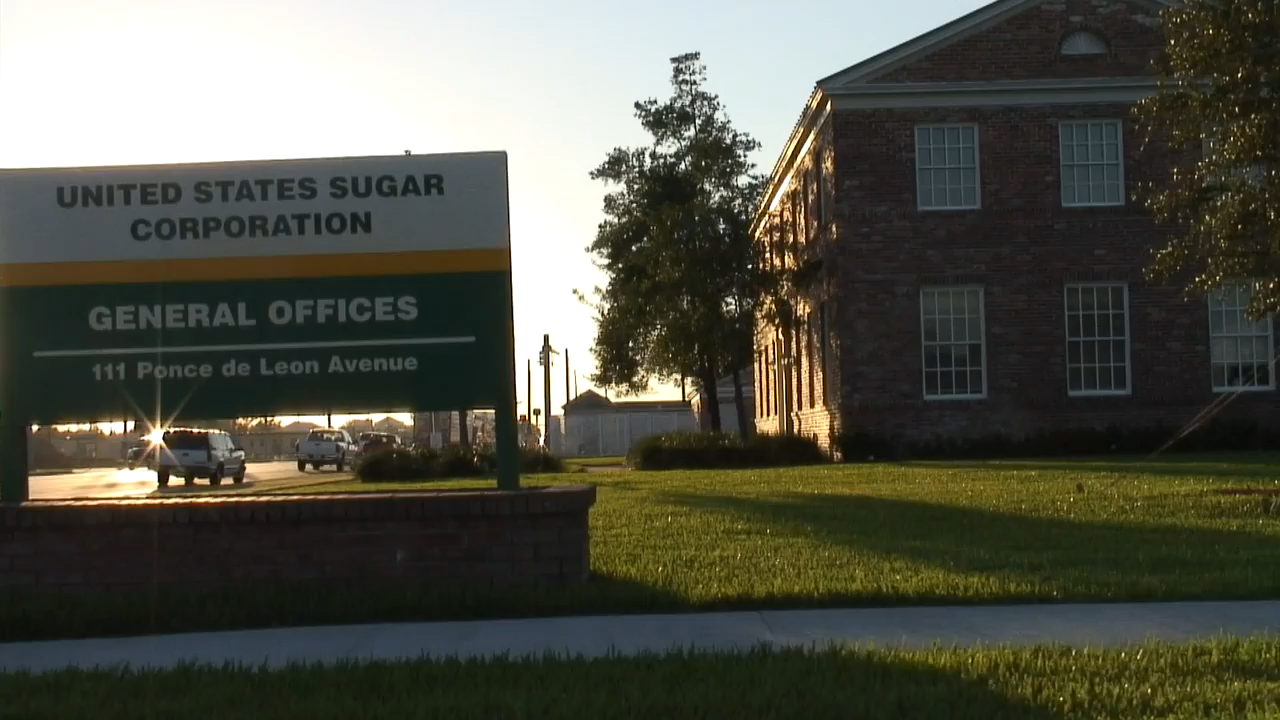 UNITED STATES SUGAR
CORPORATION
GENERAL OFFICES
111 Ponce de Leon Avenue